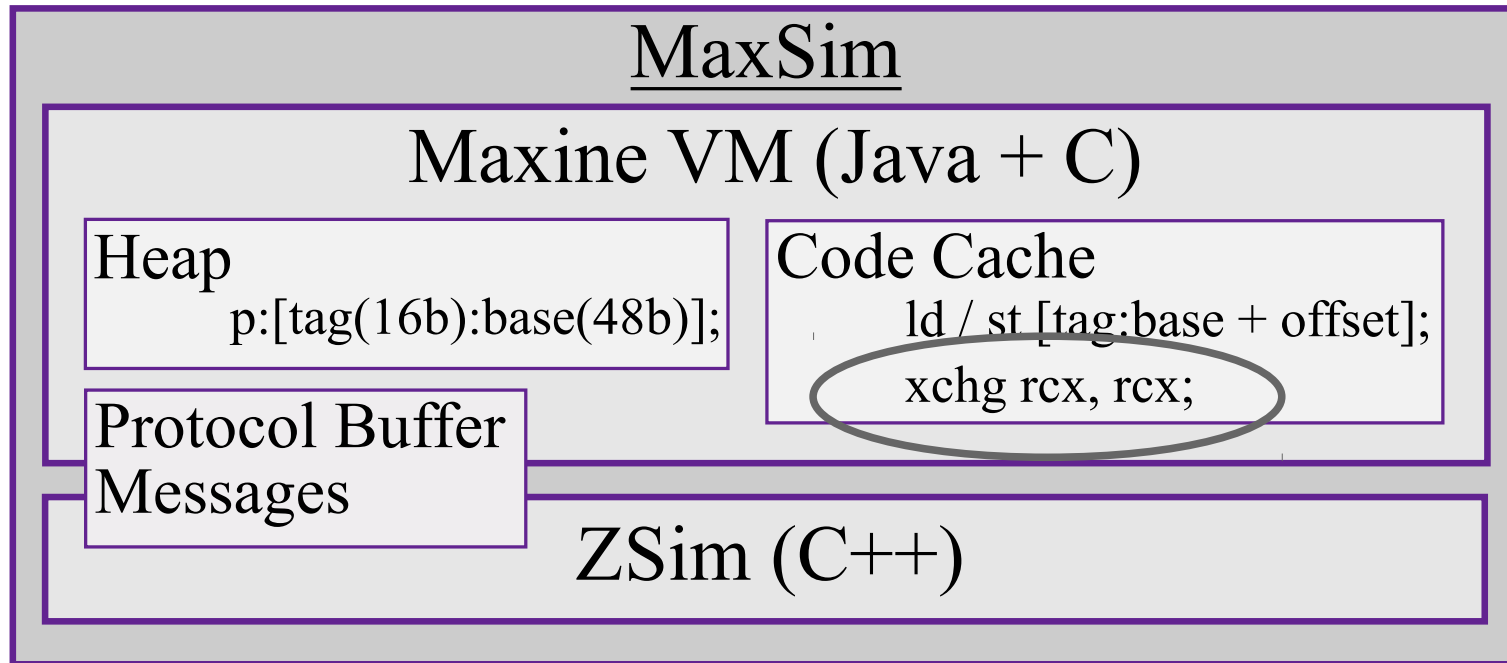 MaxSim
Maxine VM (Java + C)
Heap
p:[tag(16b):base(48b)];
Code Cache
ld / st [tag:base + offset];
xchg rcx, rcx;
Protocol Buffer
Messages
ZSim (C++)